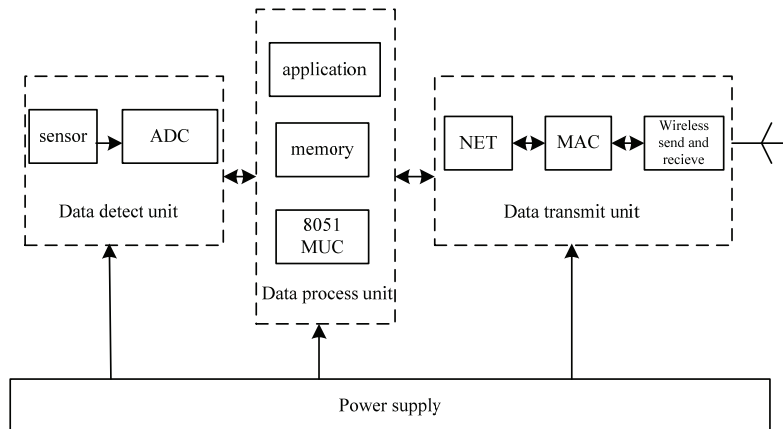 sensor
ADC
Data detect unit
application
memory
8051
MUC
Data process unit
NET
MAC
Wireless
send and
recieve
Data transmit unit
Power supply